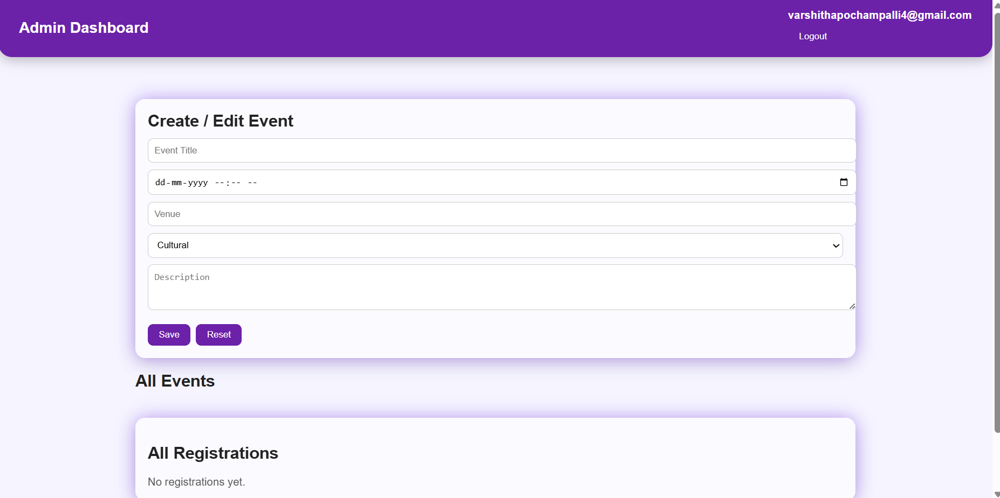 Admin Dashboard
varshithapochampalli4@gmail.com
Logout
Create / Edit Event
Event Title
dd-mm-yyyy --:-- --
Venue
Cultural
Description
Save
Reset
All Events
All Registrations
No registrations yet.